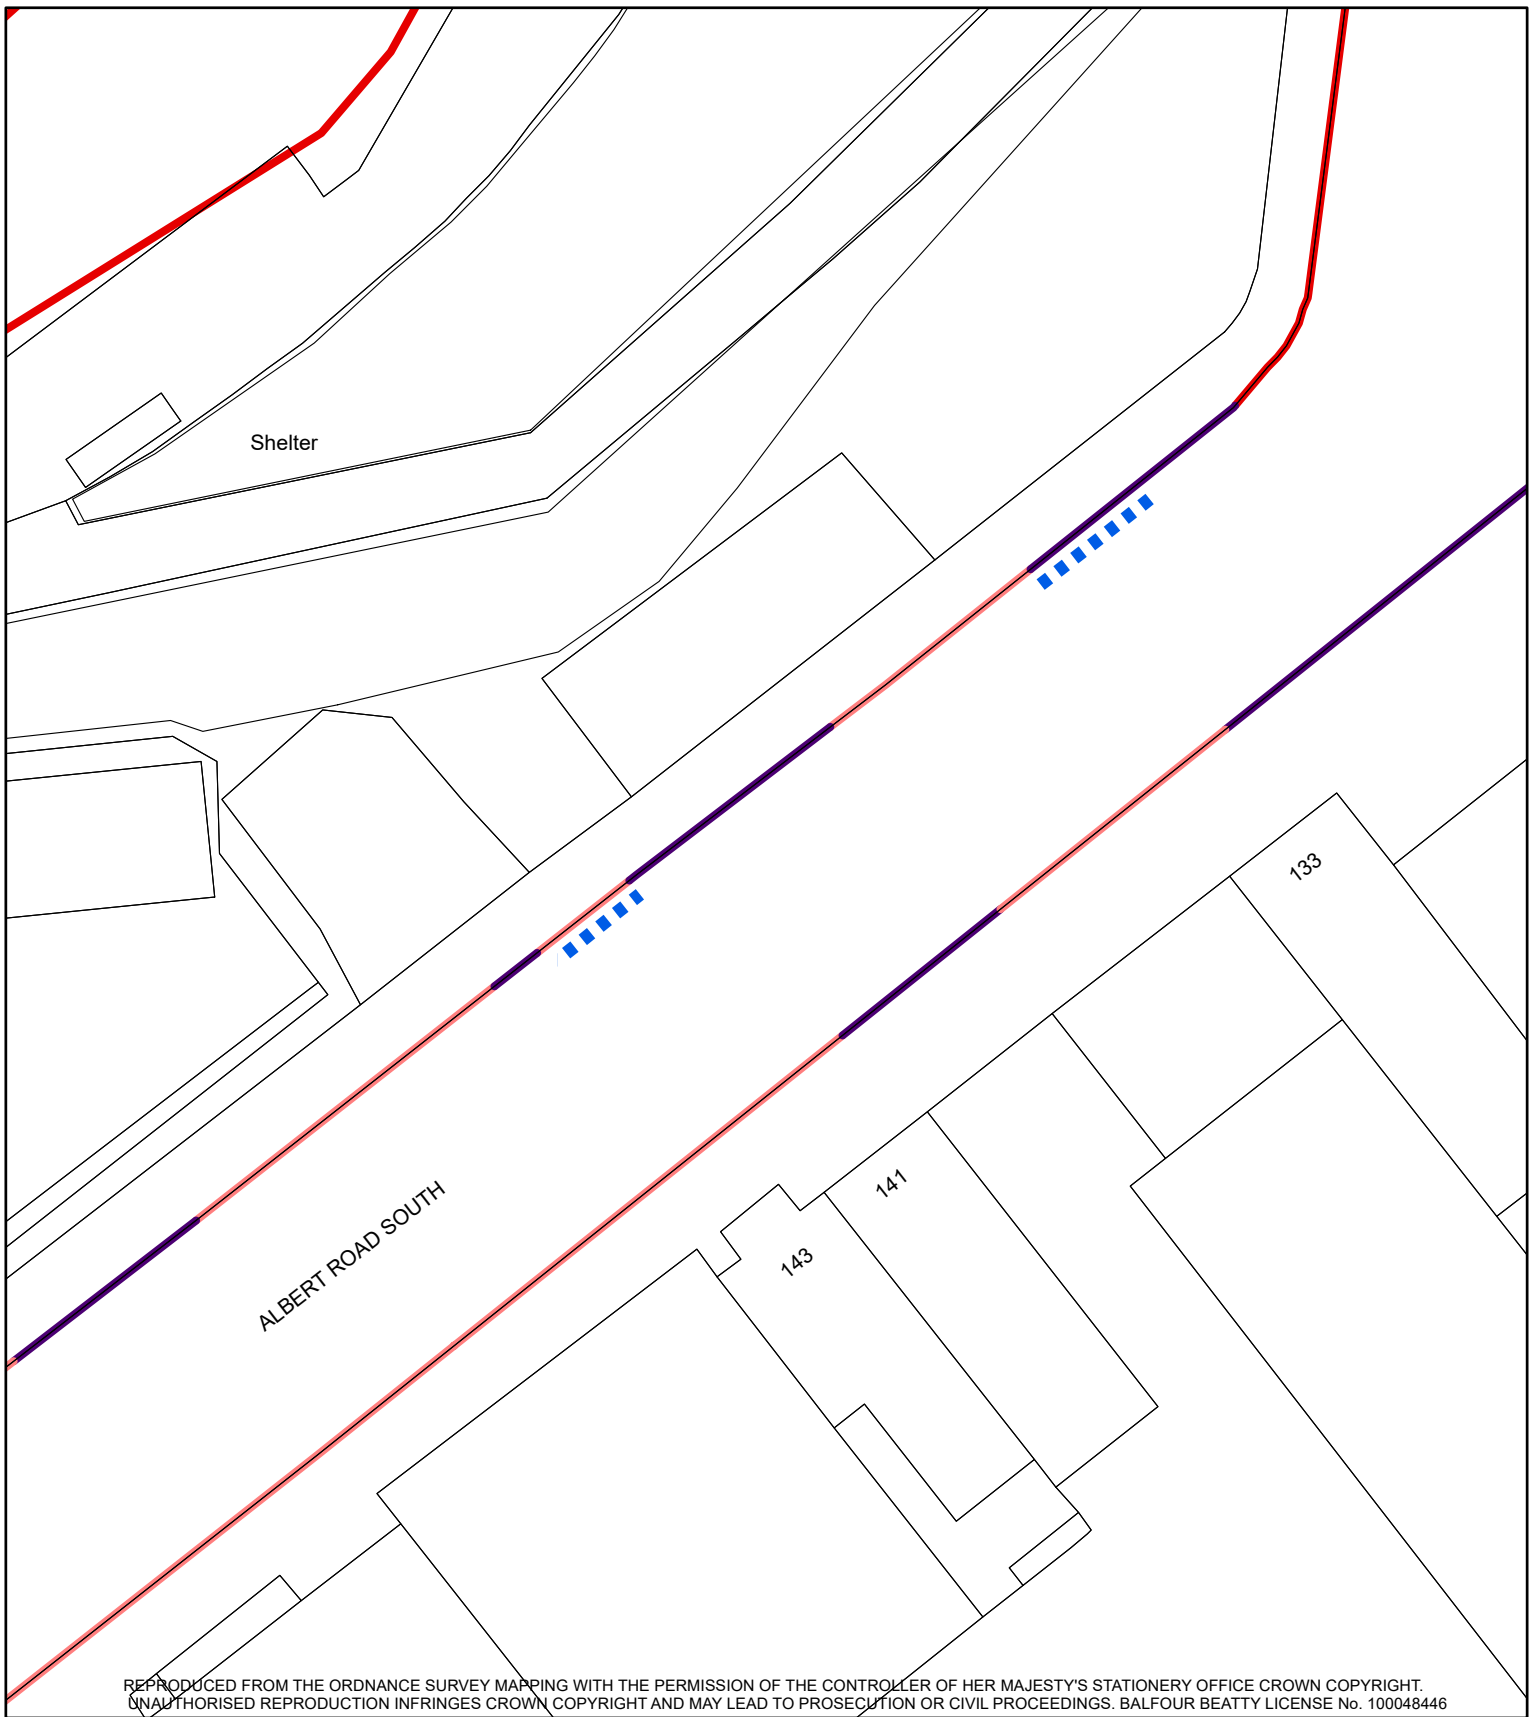 Shelter
133
141
143
ALBERT ROAD SOUTH
REPRODUCED FROM THE ORDNANCE SURVEY MAPPING WITH THE PERMISSION OF THE CONTROLLER OF HER MAJESTY'S STATIONERY OFFICE CROWN COPYRIGHT.
UNAUTHORISED REPRODUCTION INFRINGES CROWN COPYRIGHT AND MAY LEAD TO PROSECUTION OR CIVIL PROCEEDINGS. BALFOUR BEATTY LICENSE No. 100048446